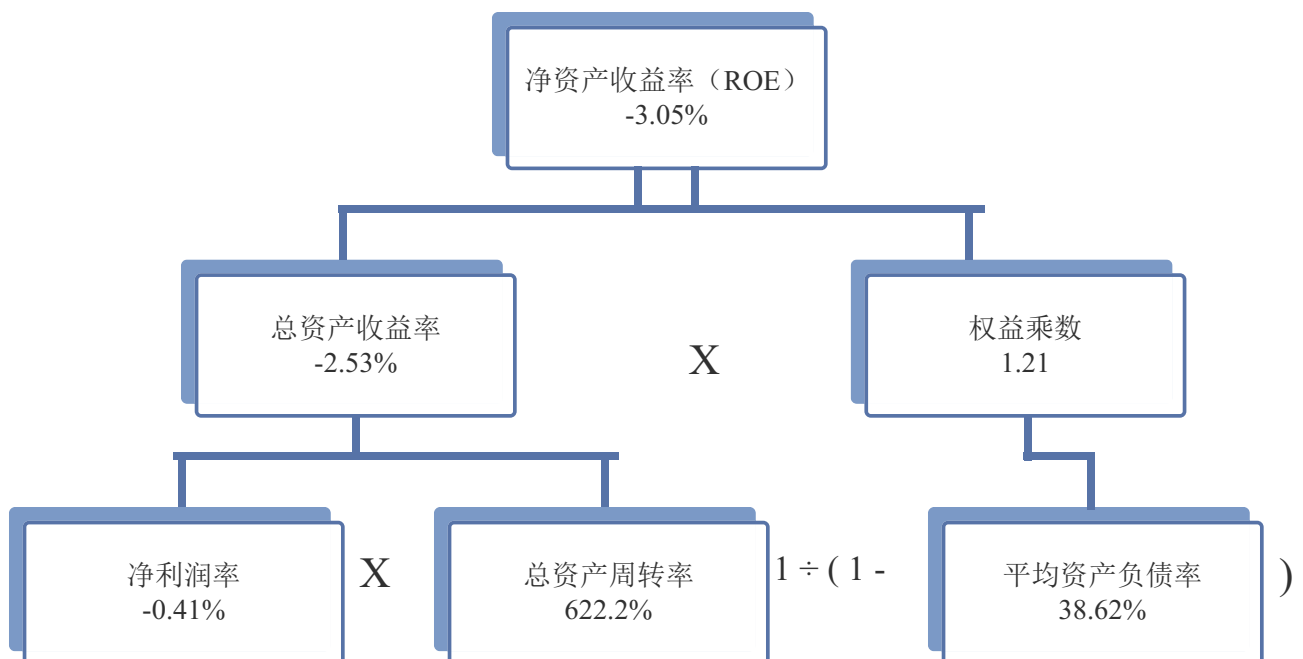 净资产收益率（ROE）
-3.05%
总资产收益率
-2.53%
X
权益乘数
1.21
净利润率
-0.41%
X
总资产周转率
622.2%
1 ÷ ( 1 -
平均资产负债率
38.62%
)